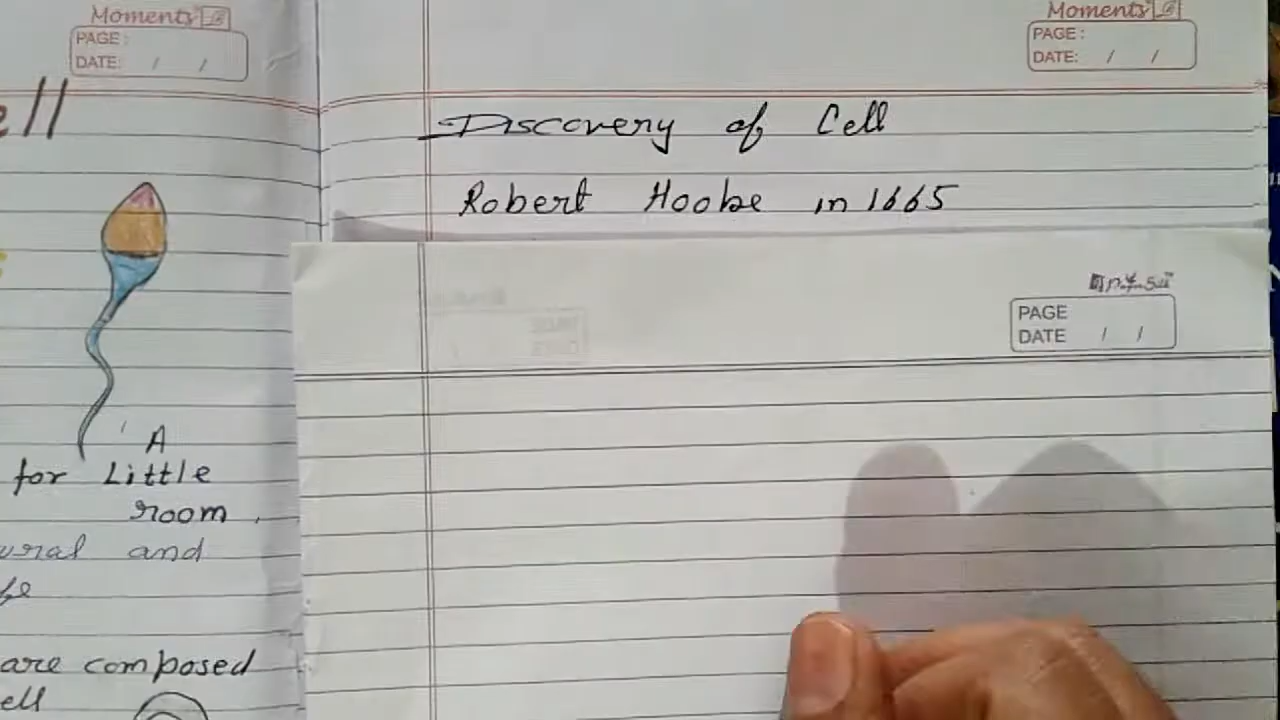 Moments
PAGE :
DATE: / /
ell
A
for Little
room
ural and
fe
are composed
ell
Moments
PAGE :
DATE: / /
Discovery of Cell
Robert Hooke in 1665
PAGE
DATE / /